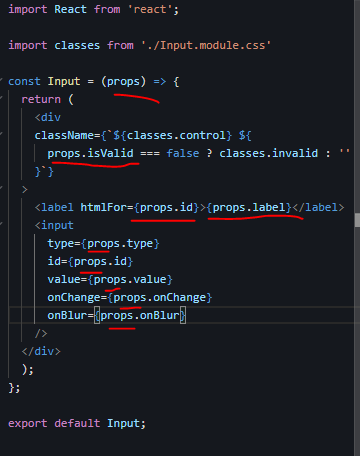 import React from 'react';
import classes from './Input.module.css'
const Input = (props) => {
return (
<div
className={`${classes.control} ${
props.isValid === false ? classes.invalid : ''
}`}
>
<label htmlFor={props.id}>{props.label}</label>
<input
type={props.type}
id={props.id}
value={props.value}
onChange={props.onChange}
onBlur={props.onBlur}
/>
</div>
);
};
export default Input;